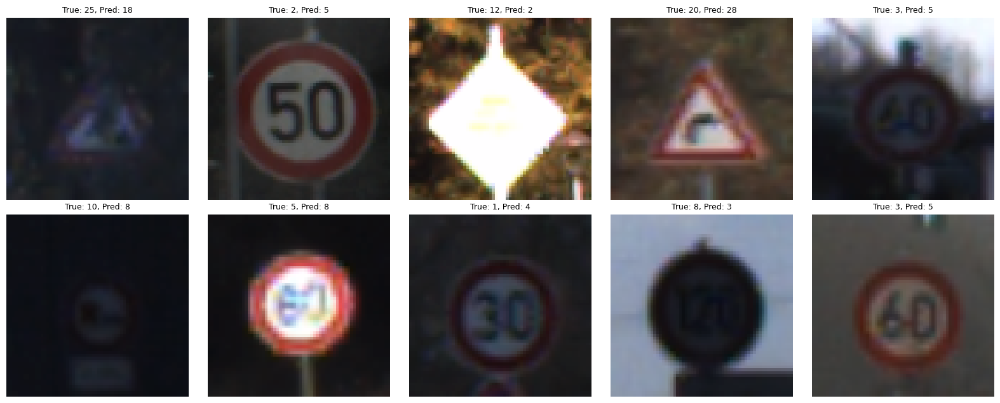 True: 25, Pred: 18
True: 2, Pred: 5
True: 12, Pred: 2
True: 20, Pred: 28
True: 3, Pred: 5
50
60
True: 10, Pred: 8
True: 5, Pred: 8
True: 1, Pred: 4
True: 8, Pred: 3
True: 3, Pred: 5
30
120
60